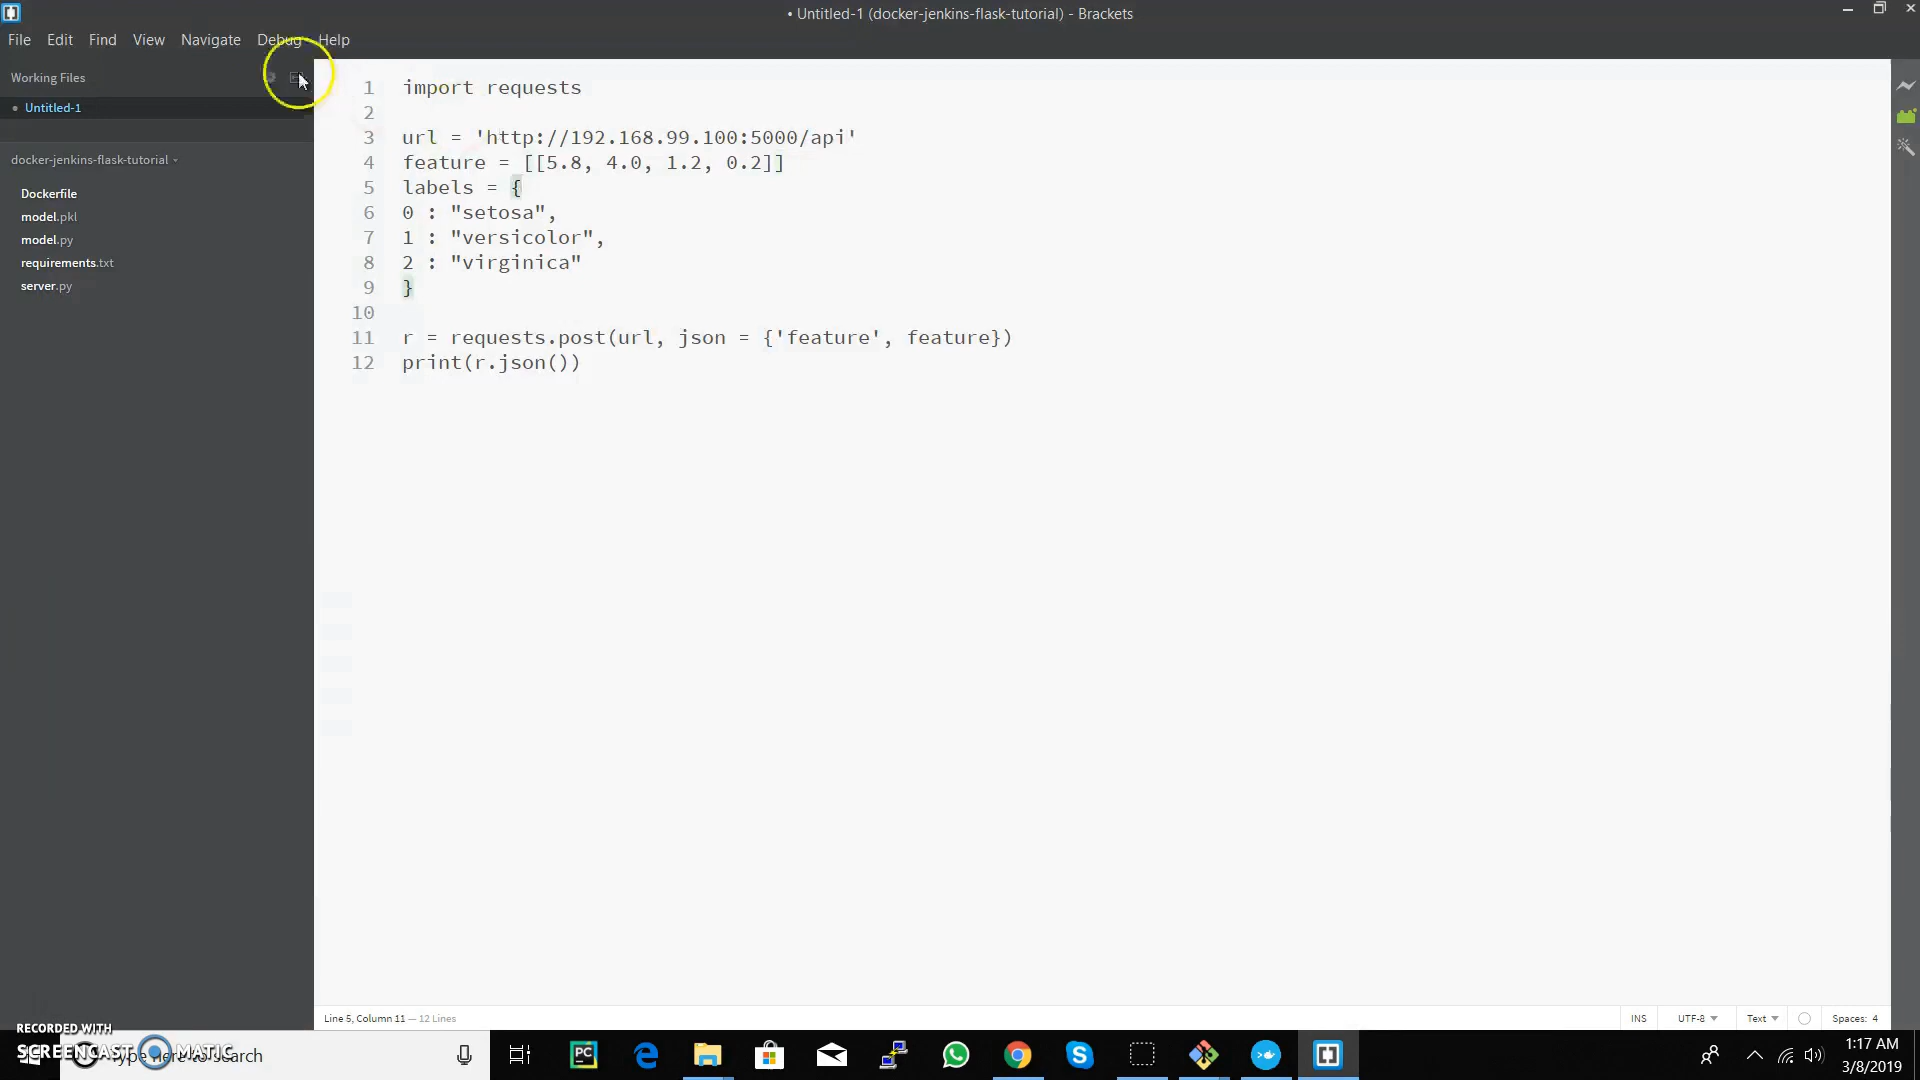 • Untitled-1 (docker-jenkins-flask-tutorial) - Brackets
File Edit Find View Navigate Debug Help
Working Files
Untitled-1
docker-jenkins-flask-tutorial
Dockerfile
model.pkl
model.py
requirements.txt
server.py
1 import requests
2
3 url = 'http://192.168.99.100:5000/api'
4 feature = [[5.8, 4.0, 1.2, 0.2]]
5 labels = {
6 0 : "setosa",
7 1 : "versicolor",
8 2 : "virginica"
9 }
10
11 r = requests.post(url, json = {'feature', feature})
12 print(r.json())
Line 5, Column 11 — 12 Lines
INS UTF-8 Text Spaces: 4
RECORDED WITH
SCREENCAST MATIC
Type here to search
PC
1:17 AM
3/8/2019